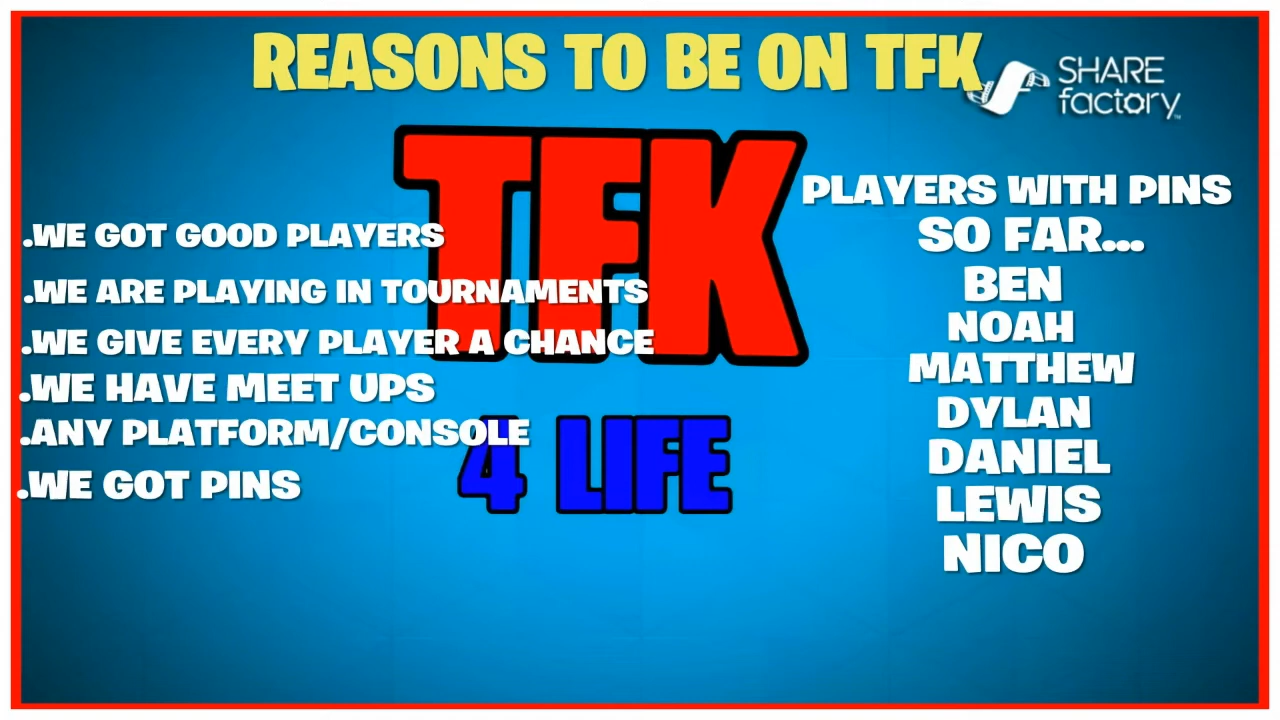 REASONS TO BE ON TFK
SHARE
factory™
TFK
4 LIFE
.WE GOT GOOD PLAYERS
.WE ARE PLAYING IN TOURNAMENTS
.WE GIVE EVERY PLAYER A CHANCE
.WE HAVE MEET UPS
.ANY PLATFORM/CONSOLE
.WE GOT PINS
PLAYERS WITH PINS
SO FAR...
BEN
NOAH
MATTHEW
DYLAN
DANIEL
LEWIS
NICO